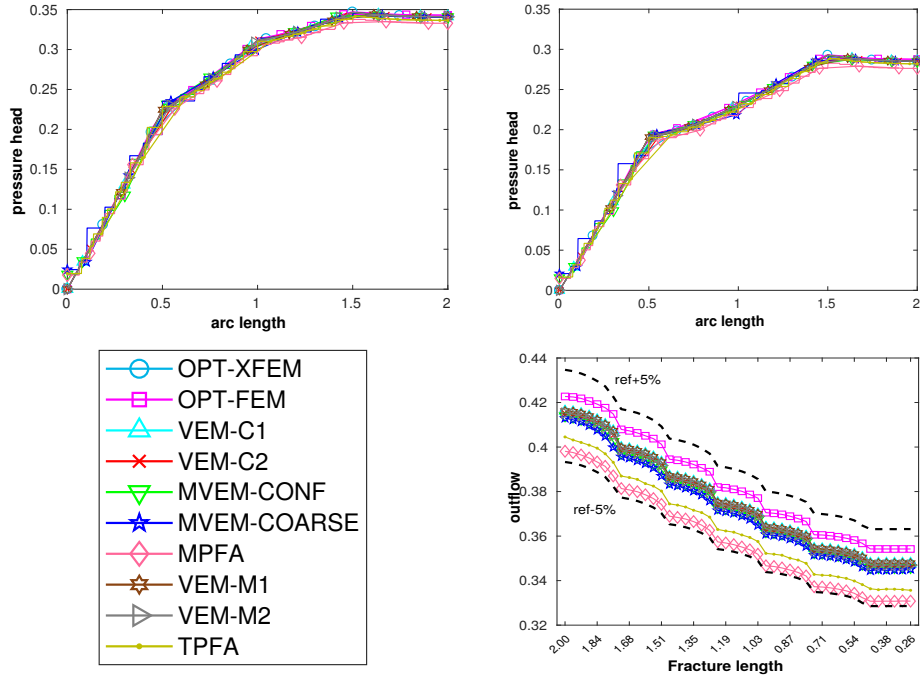 0.35
0.3
0.25
0.2
0.15
0.1
0.05
0
pressure head
0 0.5 1 1.5 2
arc length
0.35
0.3
0.25
0.2
0.15
0.1
0.05
0
pressure head
0 0.5 1 1.5 2
arc length
OPT-XFEM
OPT-FEM
VEM-C1
VEM-C2
MVEM-CONF
MVEM-COARSE
MPFA
VEM-M1
VEM-M2
TPFA
0.44
0.42
0.4
0.38
0.36
0.34
0.32
outflow
ref+5%
ref-5%
2.00 1.84 1.68 1.51 1.35 1.19 1.03 0.87 0.71 0.54 0.38 0.26
Fracture length